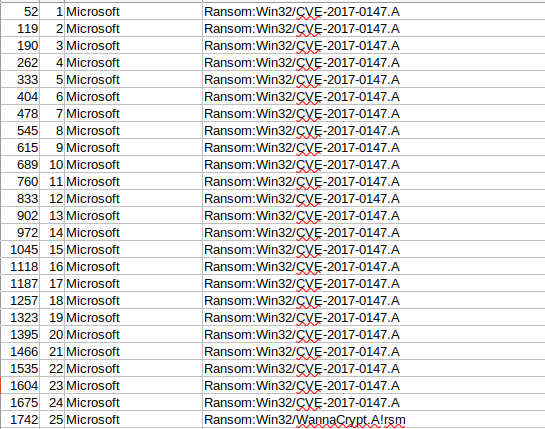 52 1 Microsoft Ransom:Win32/CVE-2017-0147.A
119 2 Microsoft Ransom:Win32/CVE-2017-0147.A
190 3 Microsoft Ransom:Win32/CVE-2017-0147.A
262 4 Microsoft Ransom:Win32/CVE-2017-0147.A
333 5 Microsoft Ransom:Win32/CVE-2017-0147.A
404 6 Microsoft Ransom:Win32/CVE-2017-0147.A
478 7 Microsoft Ransom:Win32/CVE-2017-0147.A
545 8 Microsoft Ransom:Win32/CVE-2017-0147.A
615 9 Microsoft Ransom:Win32/CVE-2017-0147.A
689 10 Microsoft Ransom:Win32/CVE-2017-0147.A
760 11 Microsoft Ransom:Win32/CVE-2017-0147.A
833 12 Microsoft Ransom:Win32/CVE-2017-0147.A
902 13 Microsoft Ransom:Win32/CVE-2017-0147.A
972 14 Microsoft Ransom:Win32/CVE-2017-0147.A
1045 15 Microsoft Ransom:Win32/CVE-2017-0147.A
1118 16 Microsoft Ransom:Win32/CVE-2017-0147.A
1187 17 Microsoft Ransom:Win32/CVE-2017-0147.A
1257 18 Microsoft Ransom:Win32/CVE-2017-0147.A
1323 19 Microsoft Ransom:Win32/CVE-2017-0147.A
1395 20 Microsoft Ransom:Win32/CVE-2017-0147.A
1466 21 Microsoft Ransom:Win32/CVE-2017-0147.A
1535 22 Microsoft Ransom:Win32/CVE-2017-0147.A
1604 23 Microsoft Ransom:Win32/CVE-2017-0147.A
1675 24 Microsoft Ransom:Win32/CVE-2017-0147.A
1742 25 Microsoft Ransom:Win32/WannaCrypt.A!rsm